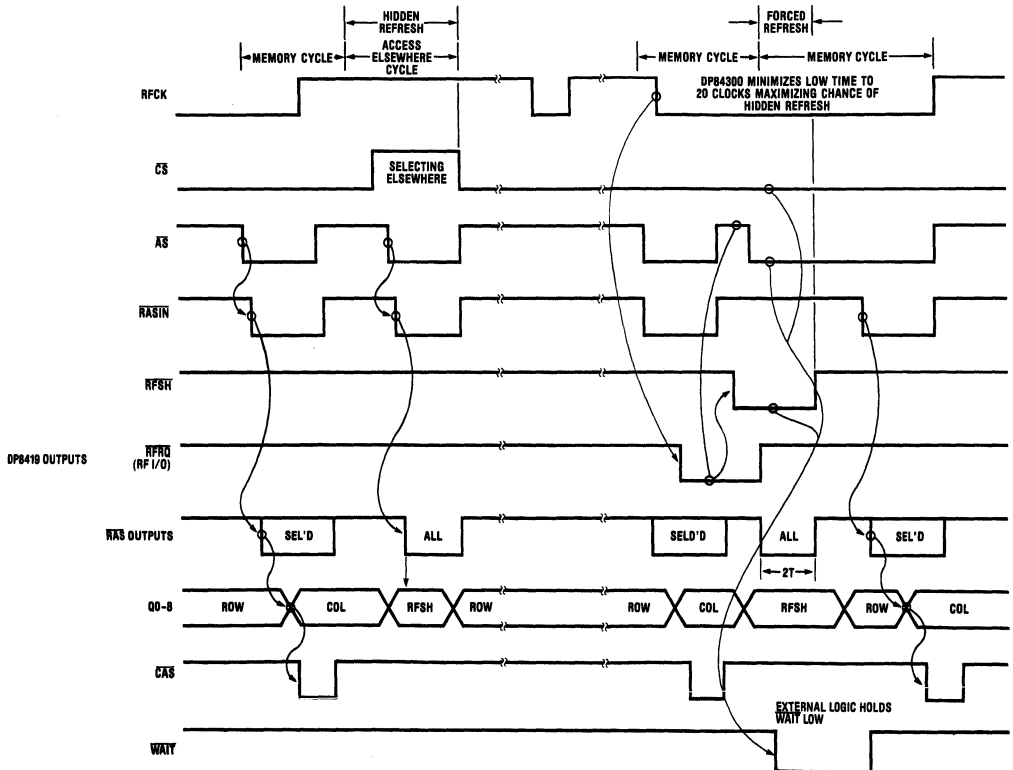 HIDDEN
REFRESH
FORCED
REFRESH
MEMORY CYCLE
ACCESS
ELSEWHERE
CYCLE
MEMORY CYCLE
MEMORY CYCLE
RFCK
DP84300 MINIMIZES LOW TIME TO
20 CLOCKS MAXIMIZING CHANCE OF
HIDDEN REFRESH
CS
SELECTING
ELSEWHERE
AS
RASIN
RFSH
DP8419 OUTPUTS
RFRQ
(RF I/O)
RAS OUTPUTS
SEL'D
ALL
SELD'D
ALL
SEL'D
2T
Q0-8
ROW
COL
RFSH
ROW
ROW
COL
RFSH
ROW
COL
CAS
EXTERNAL LOGIC HOLDS
WAIT LOW
WAIT